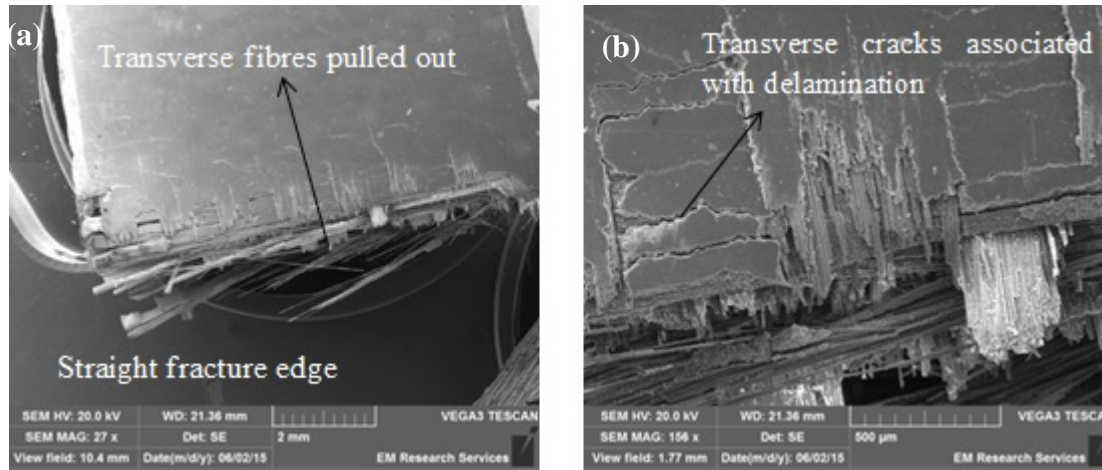 (a)
Transverse fibres pulled out
Straight fracture edge
SEM HV: 20.0 kV WD: 21.36 mm VEGA3 TESCAN
SEM MAG: 27 x Det: SE 2 mm
View field: 10.4 mm Date(m/d/y): 06/02/15 EM Research Services
(b)
Transverse cracks associated
with delamination
SEM HV: 20.0 kV WD: 21.36 mm VEGA3 TESCA
SEM MAG: 156 x Det: SE 500 µm
View field: 1.77 mm Date(m/d/y): 06/02/15 EM Research Services